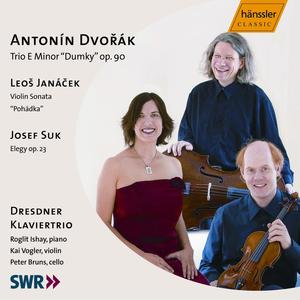 hänssler
CLASSIC
ANTONÍN DVOŘÁK
Trio E Minor “Dumky” op. 90
LEOŠ JANÁČEK
Violin Sonata
“Pohádka”
JOSEF SUK
Elegy op. 23
DRESDNER
KLAVIERTRIO
Roglit Ishay, piano
Kai Vogler, violin
Peter Bruns, cello
SWR